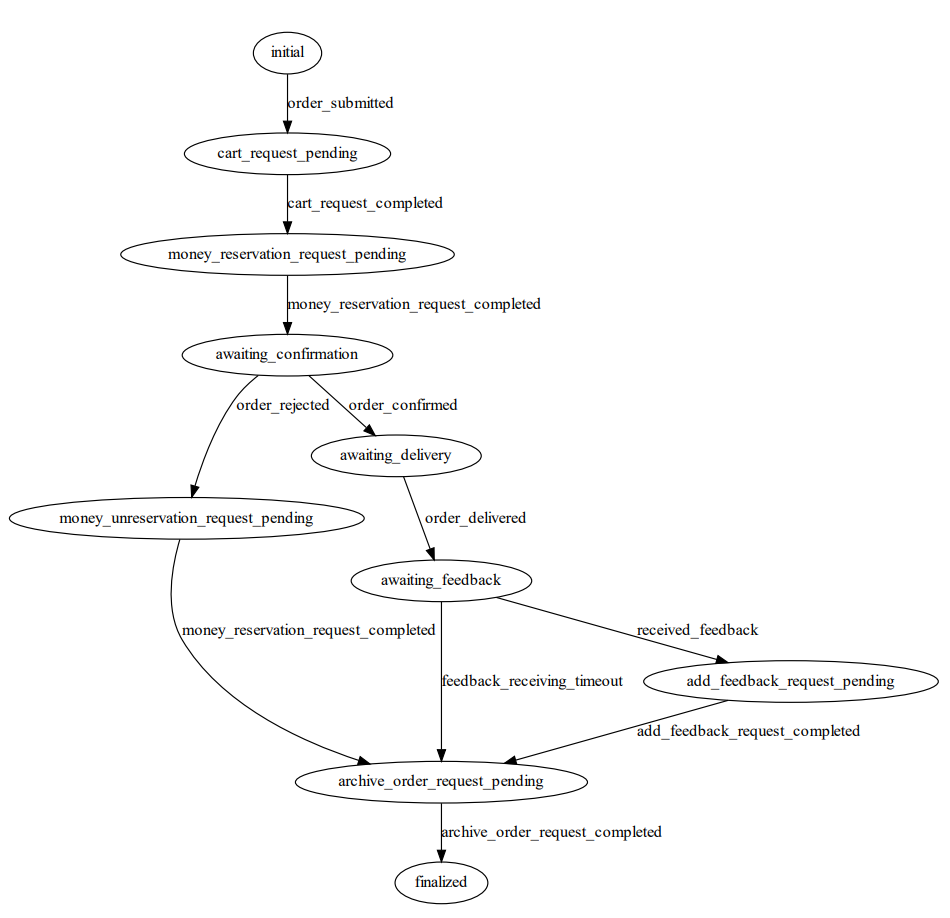 initial
order_submitted
cart_request_pending
cart_request_completed
money_reservation_request_pending
money_reservation_request_completed
awaiting_confirmation
order_rejected
order_confirmed
awaiting_delivery
money_unreservation_request_pending
order_delivered
awaiting_feedback
money_reservation_request_completed
received_feedback
feedback_receiving_timeout
add_feedback_request_pending
add_feedback_request_completed
archive_order_request_pending
archive_order_request_completed
finalized